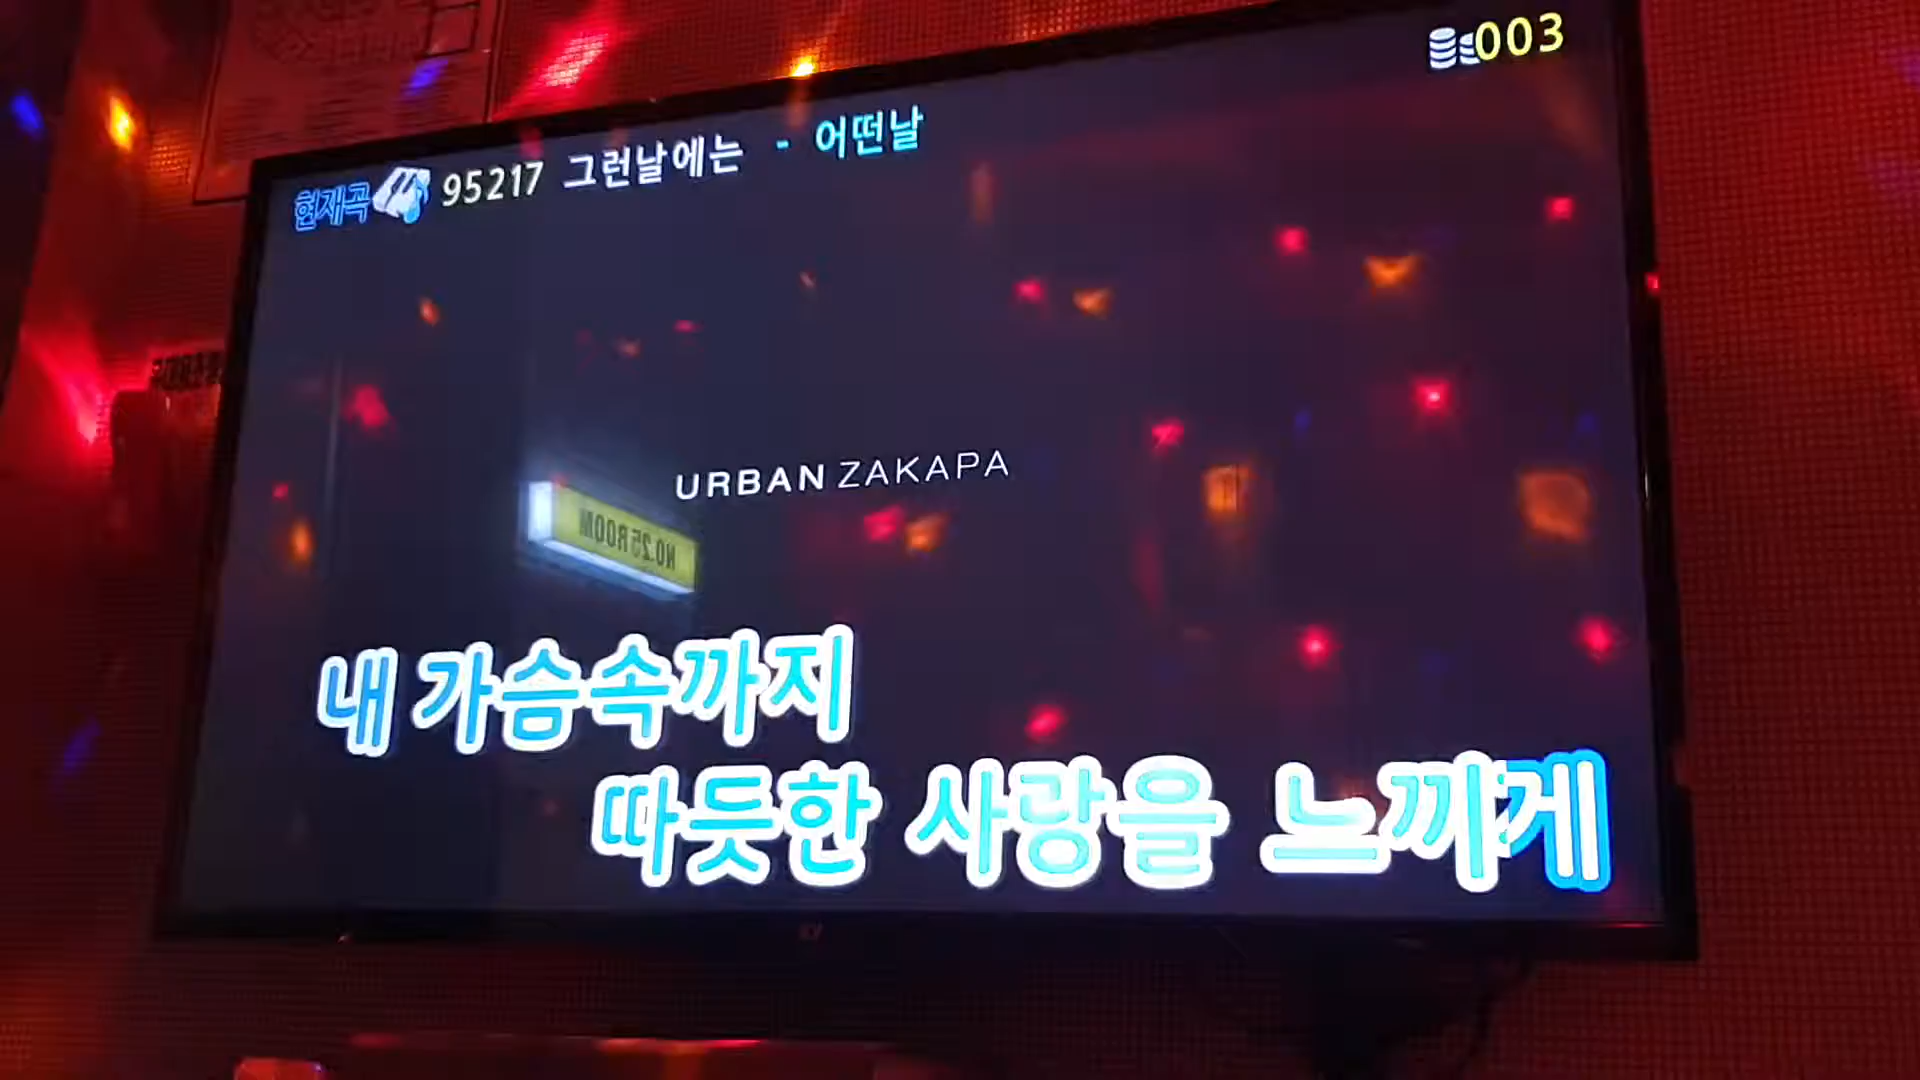 003
현재곡 95217 그런날에는 - 어떤날
URBAN ZAKAPA
NO.25 ROOM
내 가슴속까지
따듯한 사랑을 느끼게